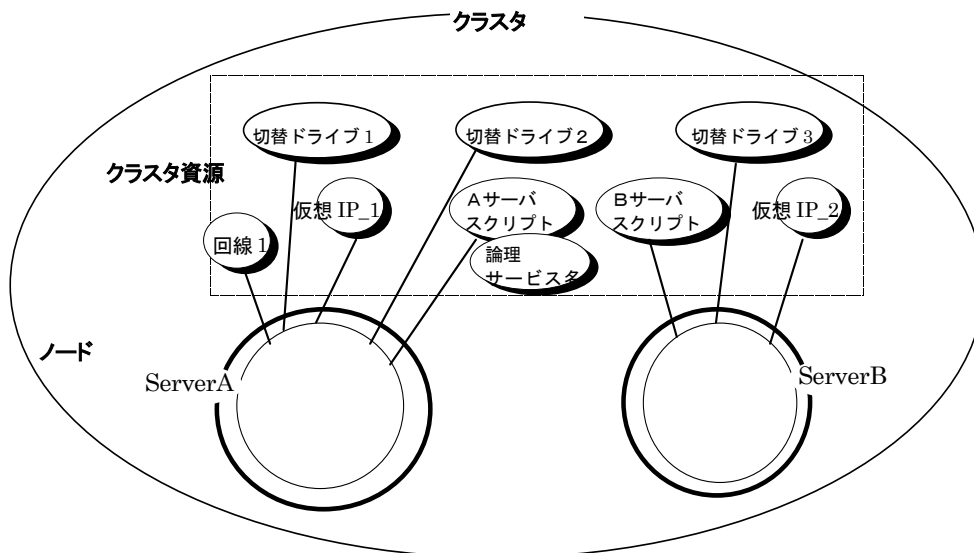 クラスタ
切替ドライブ 1
切替ドライブ 2
切替ドライブ 3
クラスタ資源
仮想 IP_1
Aサーバ
スクリプト
Bサーバ
スクリプト
仮想 IP_2
回線 1
論理
サービス名
ノード
ServerA
ServerB